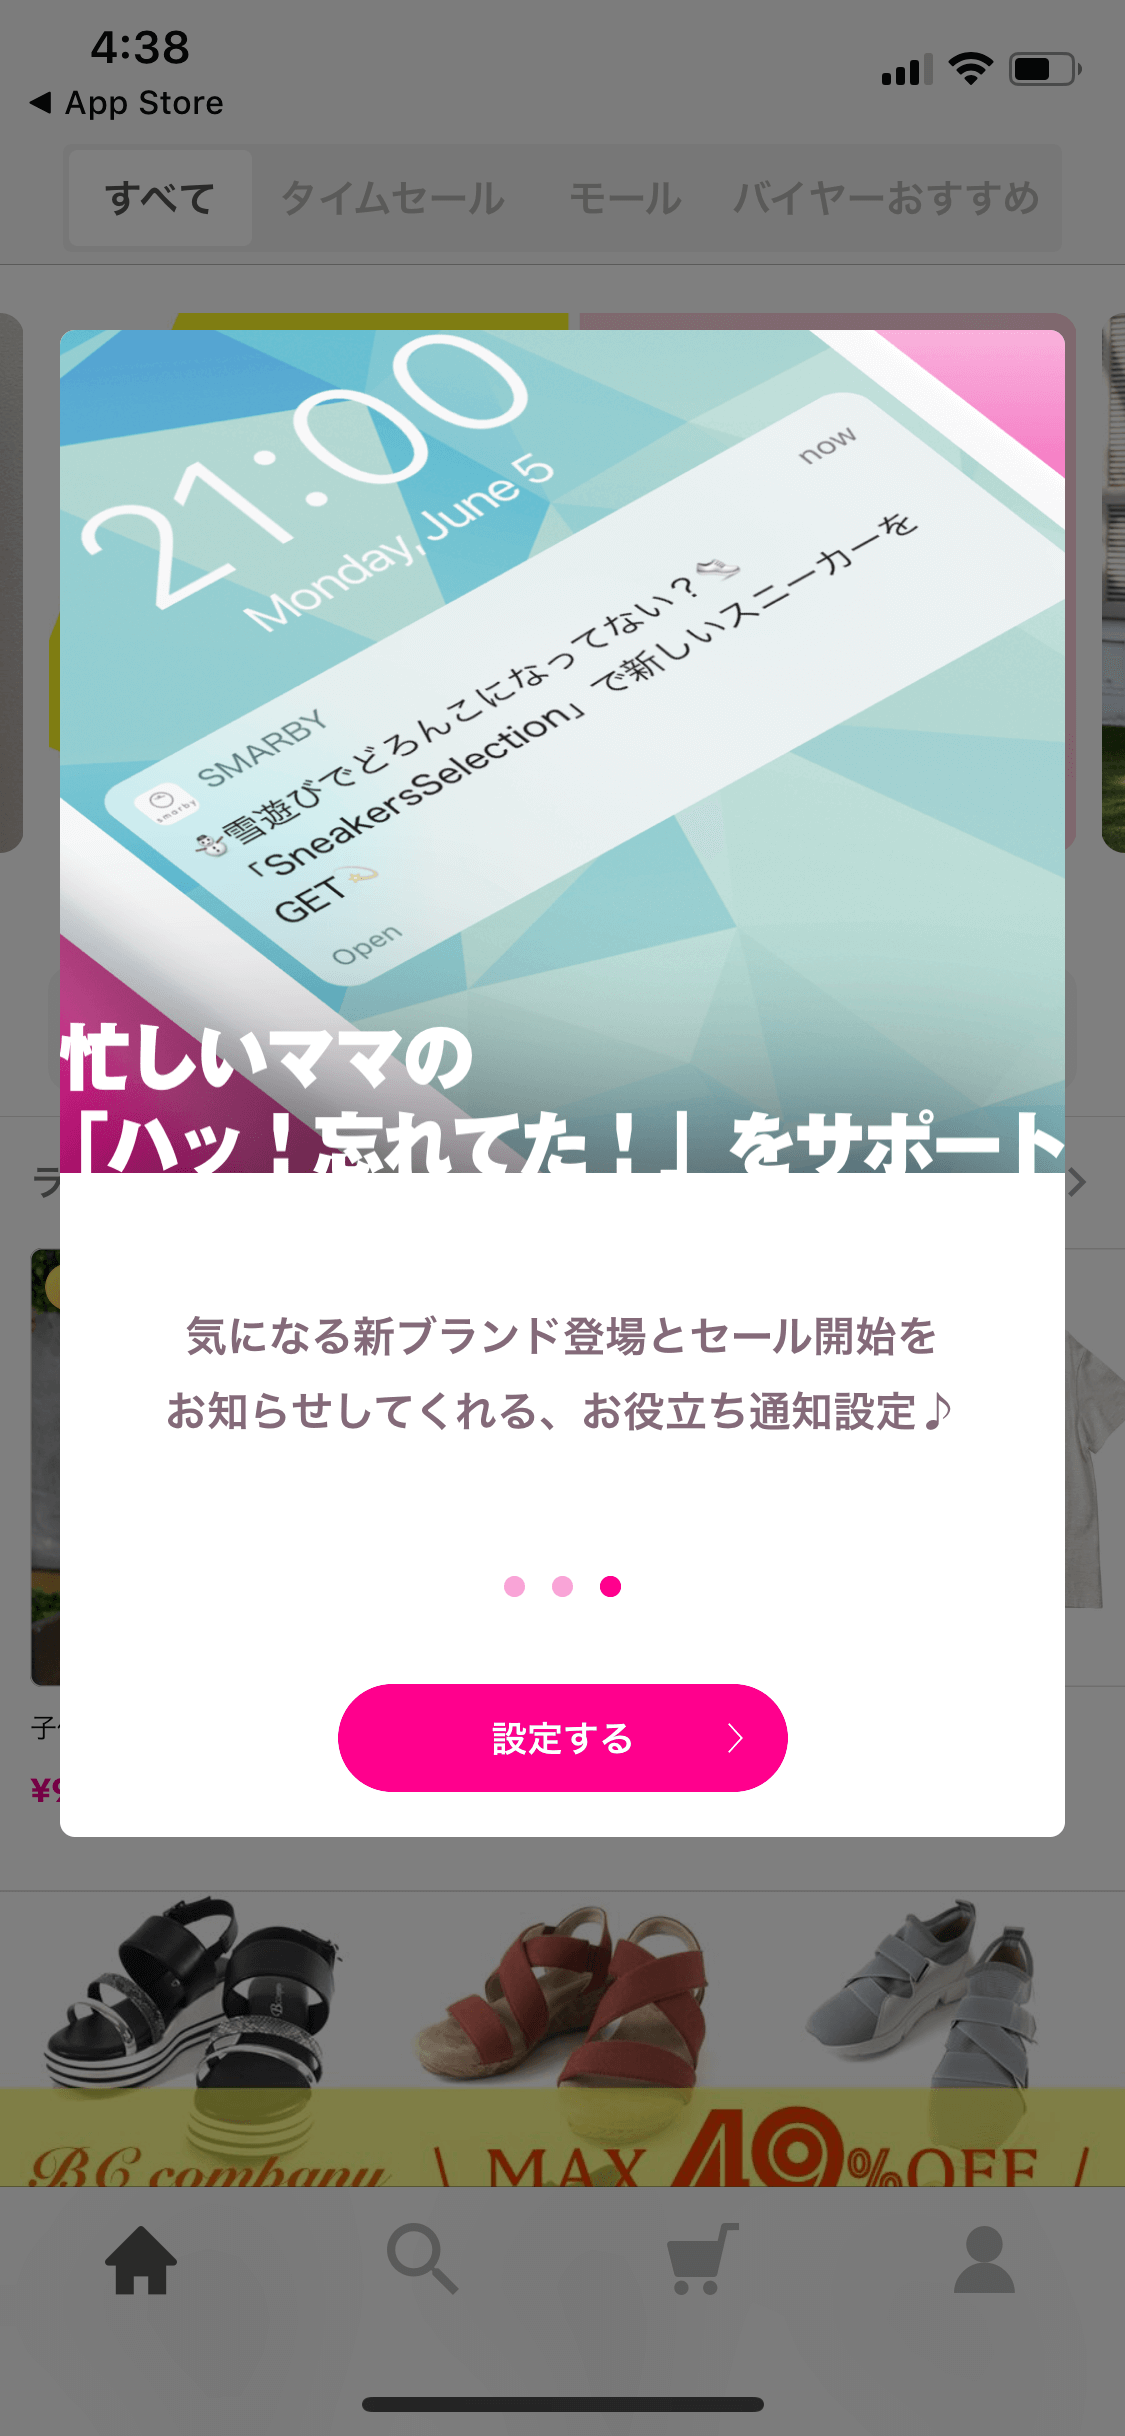 4:38
◀ App Store
すべて
タイムセール
モール
バイヤーおすすめ
21:00
Monday, June 5
SMARBY
now
smarby
⛄雪遊びでどろんこになってない？👟
「SneakersSelection」で新しいスニーカーを
GET💫
Open
忙しいママの
「ハッ！忘れてた！」をサポート
気になる新ブランド登場とセール開始を
お知らせしてくれる、お役立ち通知設定♪
設定する
BC company
\ MAX 49%OFF /